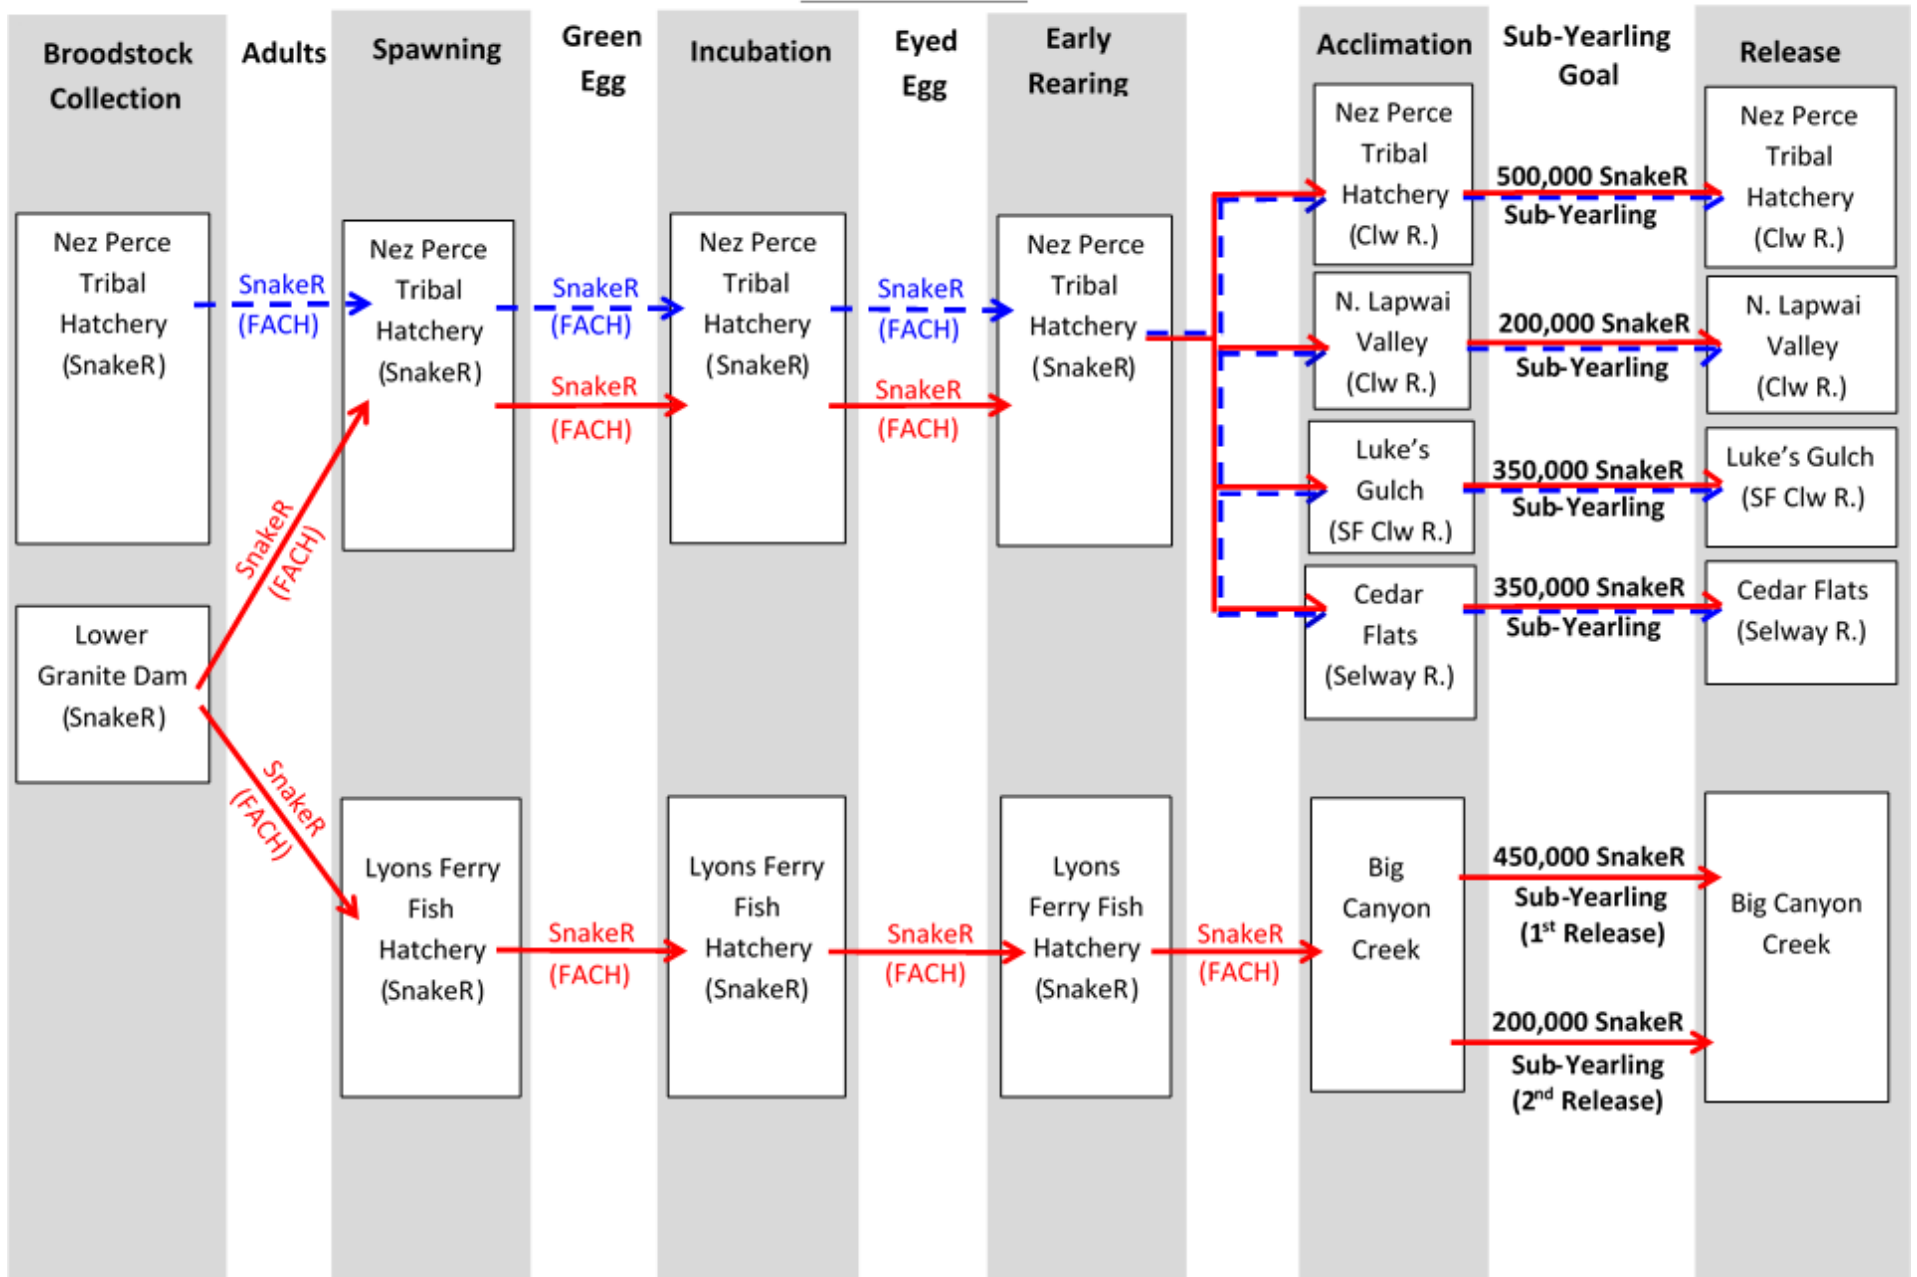 Broodstock
Collection
Adults
Spawning
Green
Egg
Incubation
Eyed
Egg
Early
Rearing
Acclimation
Sub-Yearling
Goal
Release
Nez Perce
Tribal
Hatchery
(SnakeR)
SnakeR
(FACH)
Nez Perce
Tribal
Hatchery
(SnakeR)
SnakeR
(FACH)
SnakeR
(FACH)
Nez Perce
Tribal
Hatchery
(SnakeR)
SnakeR
(FACH)
SnakeR
(FACH)
Nez Perce
Tribal
Hatchery
(SnakeR)
Nez Perce
Tribal
Hatchery
(Clw R.)
500,000 SnakeR
Sub-Yearling
Nez Perce
Tribal
Hatchery
(Clw R.)
N. Lapwai
Valley
(Clw R.)
200,000 SnakeR
Sub-Yearling
N. Lapwai
Valley
(Clw R.)
Luke's
Gulch
(SF Clw R.)
350,000 SnakeR
Sub-Yearling
Luke's Gulch
(SF Clw R.)
Cedar
Flats
(Selway R.)
350,000 SnakeR
Sub-Yearling
Cedar Flats
(Selway R.)
Lower
Granite Dam
(SnakeR)
SnakeR
(FACH)
SnakeR
(FACH)
Lyons Ferry
Fish
Hatchery
(SnakeR)
SnakeR
(FACH)
Lyons Ferry
Fish
Hatchery
(SnakeR)
SnakeR
(FACH)
Lyons
Ferry Fish
Hatchery
(SnakeR)
SnakeR
(FACH)
Big
Canyon
Creek
450,000 SnakeR
Sub-Yearling
(1st Release)
200,000 SnakeR
Sub-Yearling
(2nd Release)
Big Canyon
Creek